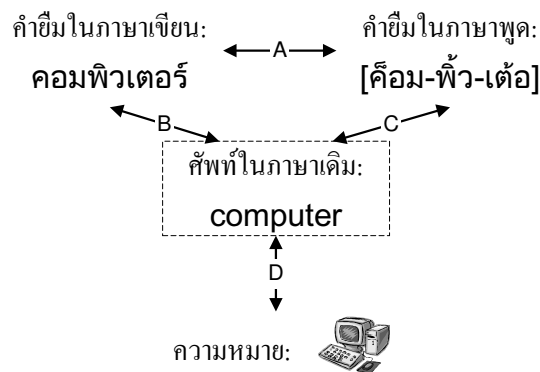 คำยืมในภาษาเขียน:
คอมพิวเตอร์
A
คำยืมในภาษาพูด:
[ค็อม-พิ้ว-เต้อ]
B
C
ศัพท์ในภาษาเดิม:
computer
D
ความหมาย: